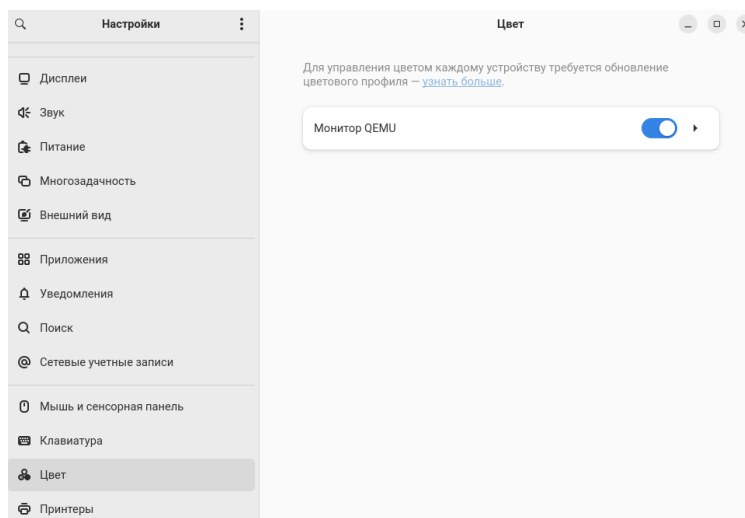 Настройки
Цвет
Дисплеи
Звук
Питание
Многозадачность
Внешний вид
Приложения
Уведомления
Поиск
Сетевые учетные записи
Мышь и сенсорная панель
Клавиатура
Цвет
Принтеры
Для управления цветом каждому устройству требуется обновление
цветового профиля — узнать больше.
Монитор QEMU